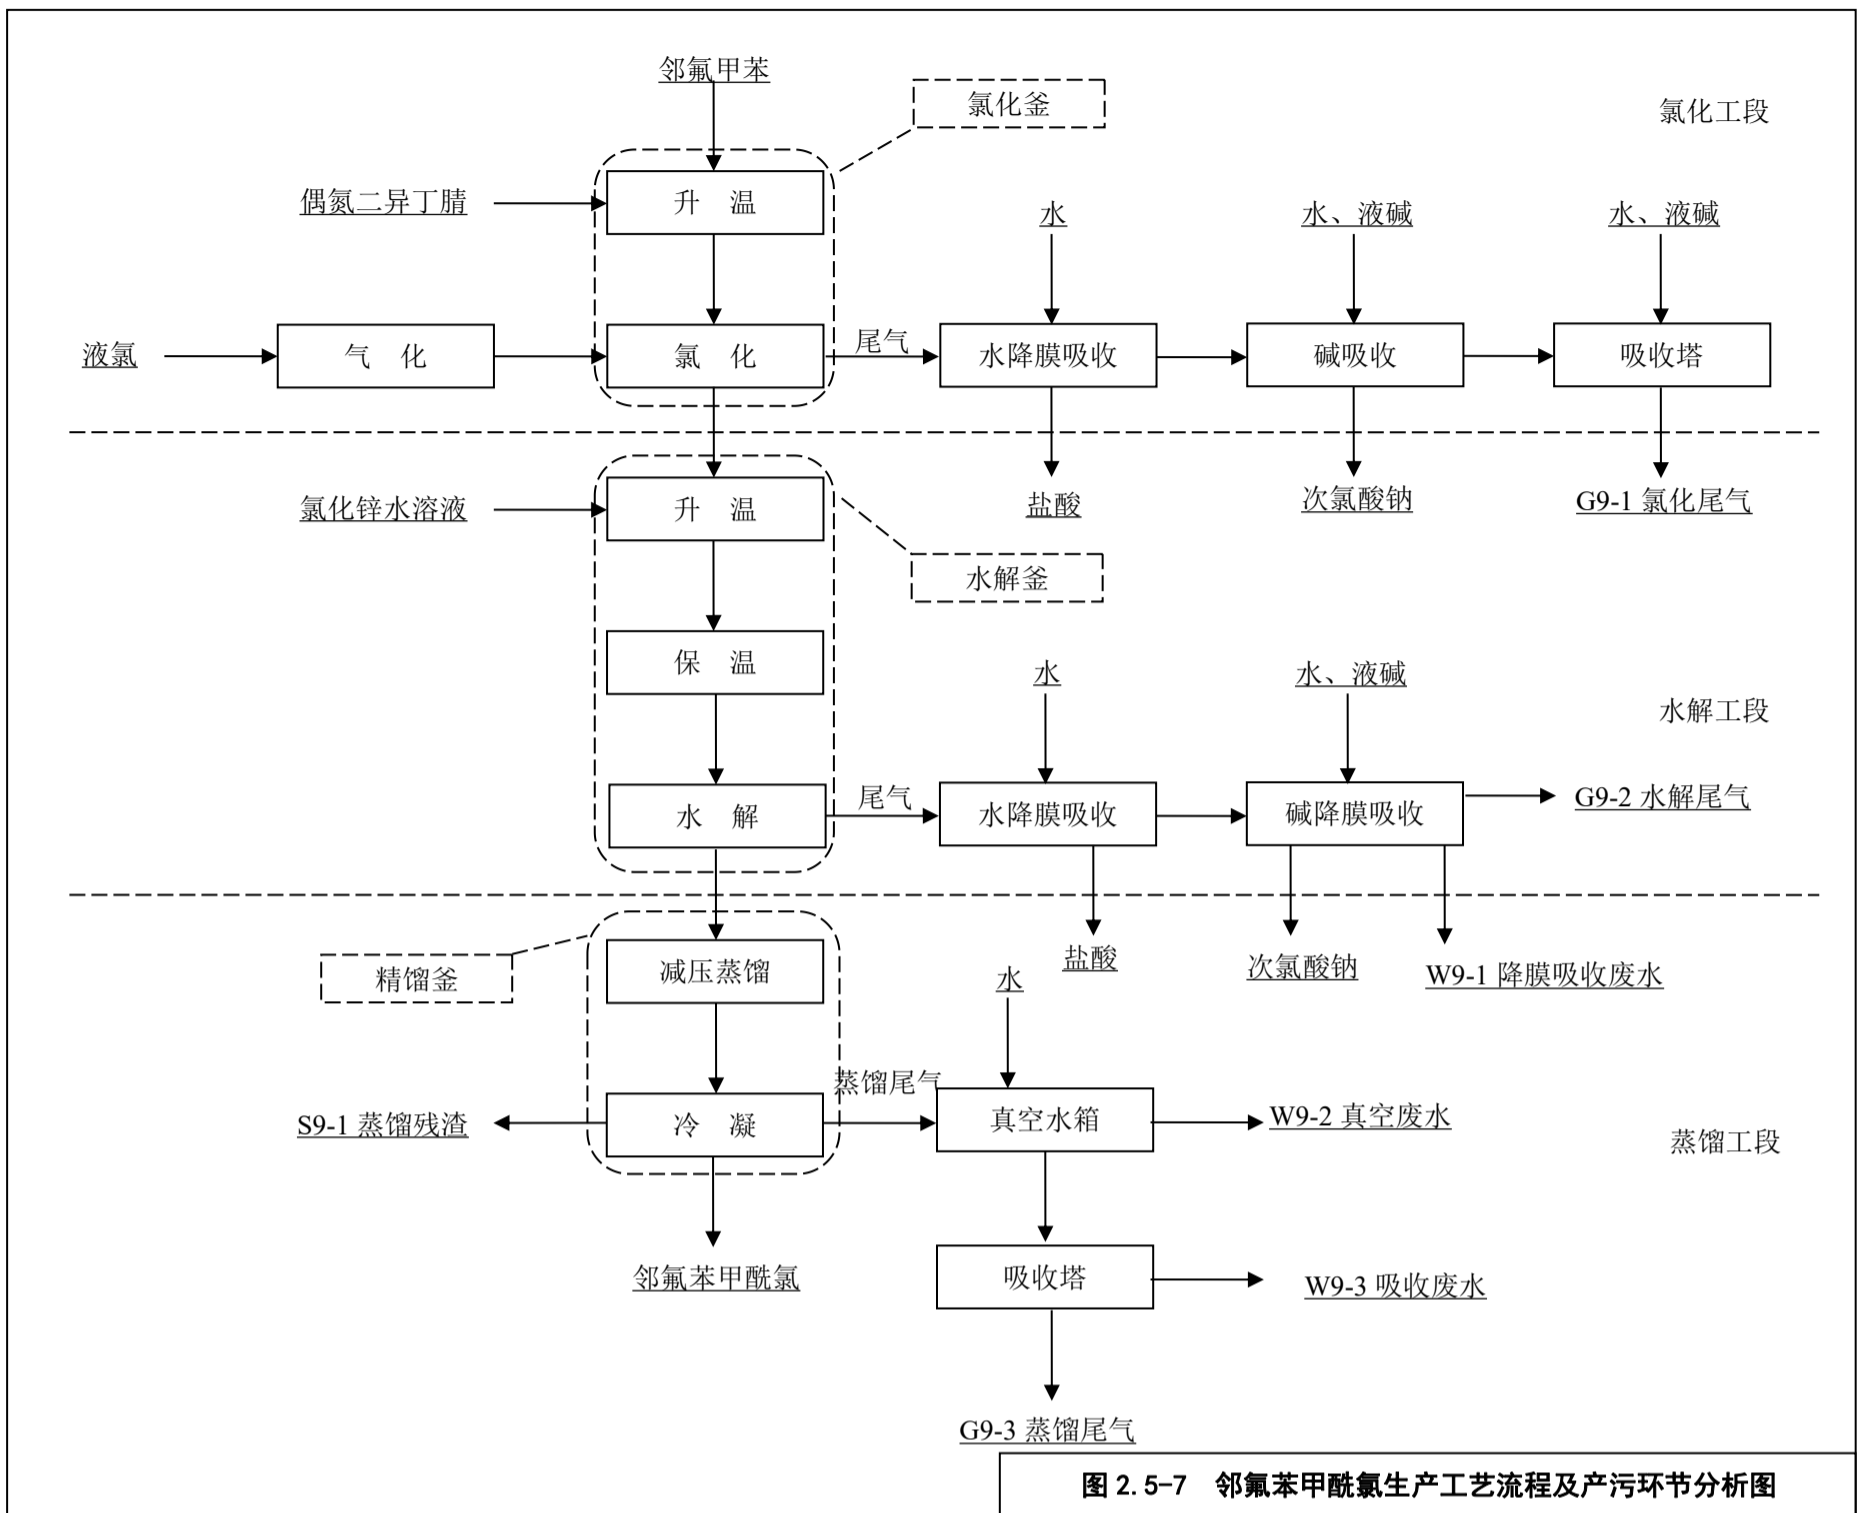 邻氟甲苯
氯化釜
氯化工段
偶氮二异丁腈
升 温
水
水、液碱
水、液碱
液氯
气 化
氯 化
尾气
水降膜吸收
碱吸收
吸收塔
氯化锌水溶液
升 温
盐酸
次氯酸钠
G9-1 氯化尾气
水解釜
保 温
水
水、液碱
水解工段
水 解
尾气
水降膜吸收
碱降膜吸收
G9-2 水解尾气
精馏釜
减压蒸馏
盐酸
次氯酸钠
W9-1 降膜吸收废水
水
蒸馏尾气
S9-1 蒸馏残渣
冷 凝
真空水箱
W9-2 真空废水
蒸馏工段
邻氟苯甲酰氯
吸收塔
W9-3 吸收废水
G9-3 蒸馏尾气
图 2.5-7 邻氟苯甲酰氯生产工艺流程及产污环节分析图